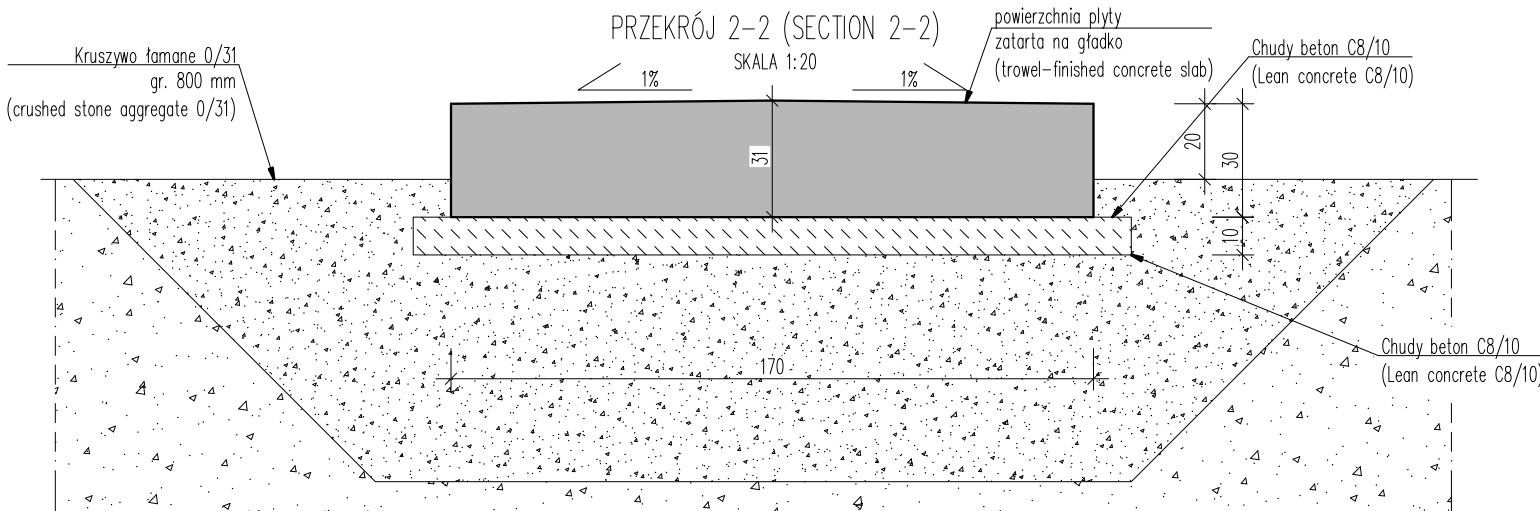 PRZEKRÓJ 2-2 (SECTION 2-2)
SKALA 1:20
Kruszywo łamane 0/31
gr. 800 mm
(crushed stone aggregate 0/31)
1%
1%
powierzchnia plyty
zatarta na gładko
(trowel-finished concrete slab)
Chudy beton C8/10
(Lean concrete C8/10)
31
20
30
10
170
Chudy beton C8/10
(Lean concrete C8/10)